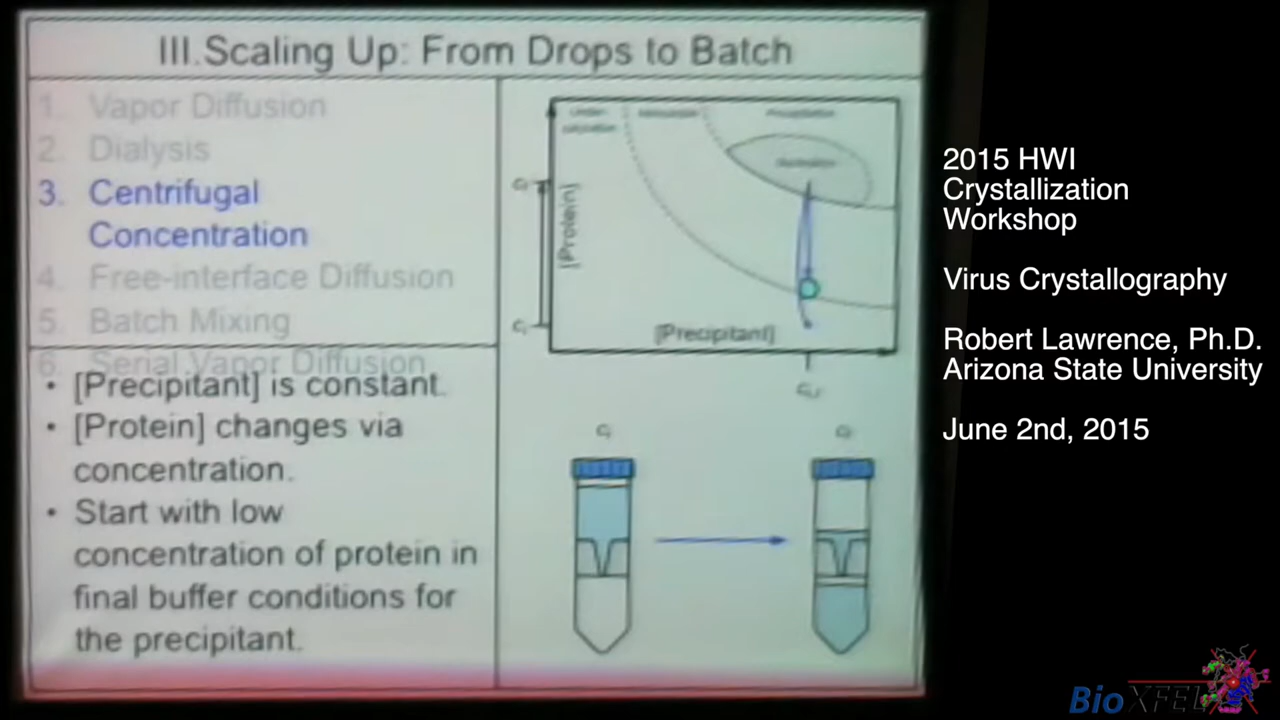 III. Scaling Up: From Drops to Batch
1. Vapor Diffusion
2. Dialysis
3. Centrifugal
Concentration
4. Free-interface Diffusion
5. Batch Mixing
6. Serial Vapor Diffusion
• [Precipitant] is constant.
• [Protein] changes via
concentration.
• Start with low
concentration of protein in
final buffer conditions for
the precipitant.
[Protein]
[Precipitant]
2015 HWI
Crystallization
Workshop
Virus Crystallography
Robert Lawrence, Ph.D.
Arizona State University
June 2nd, 2015
BioXFEL